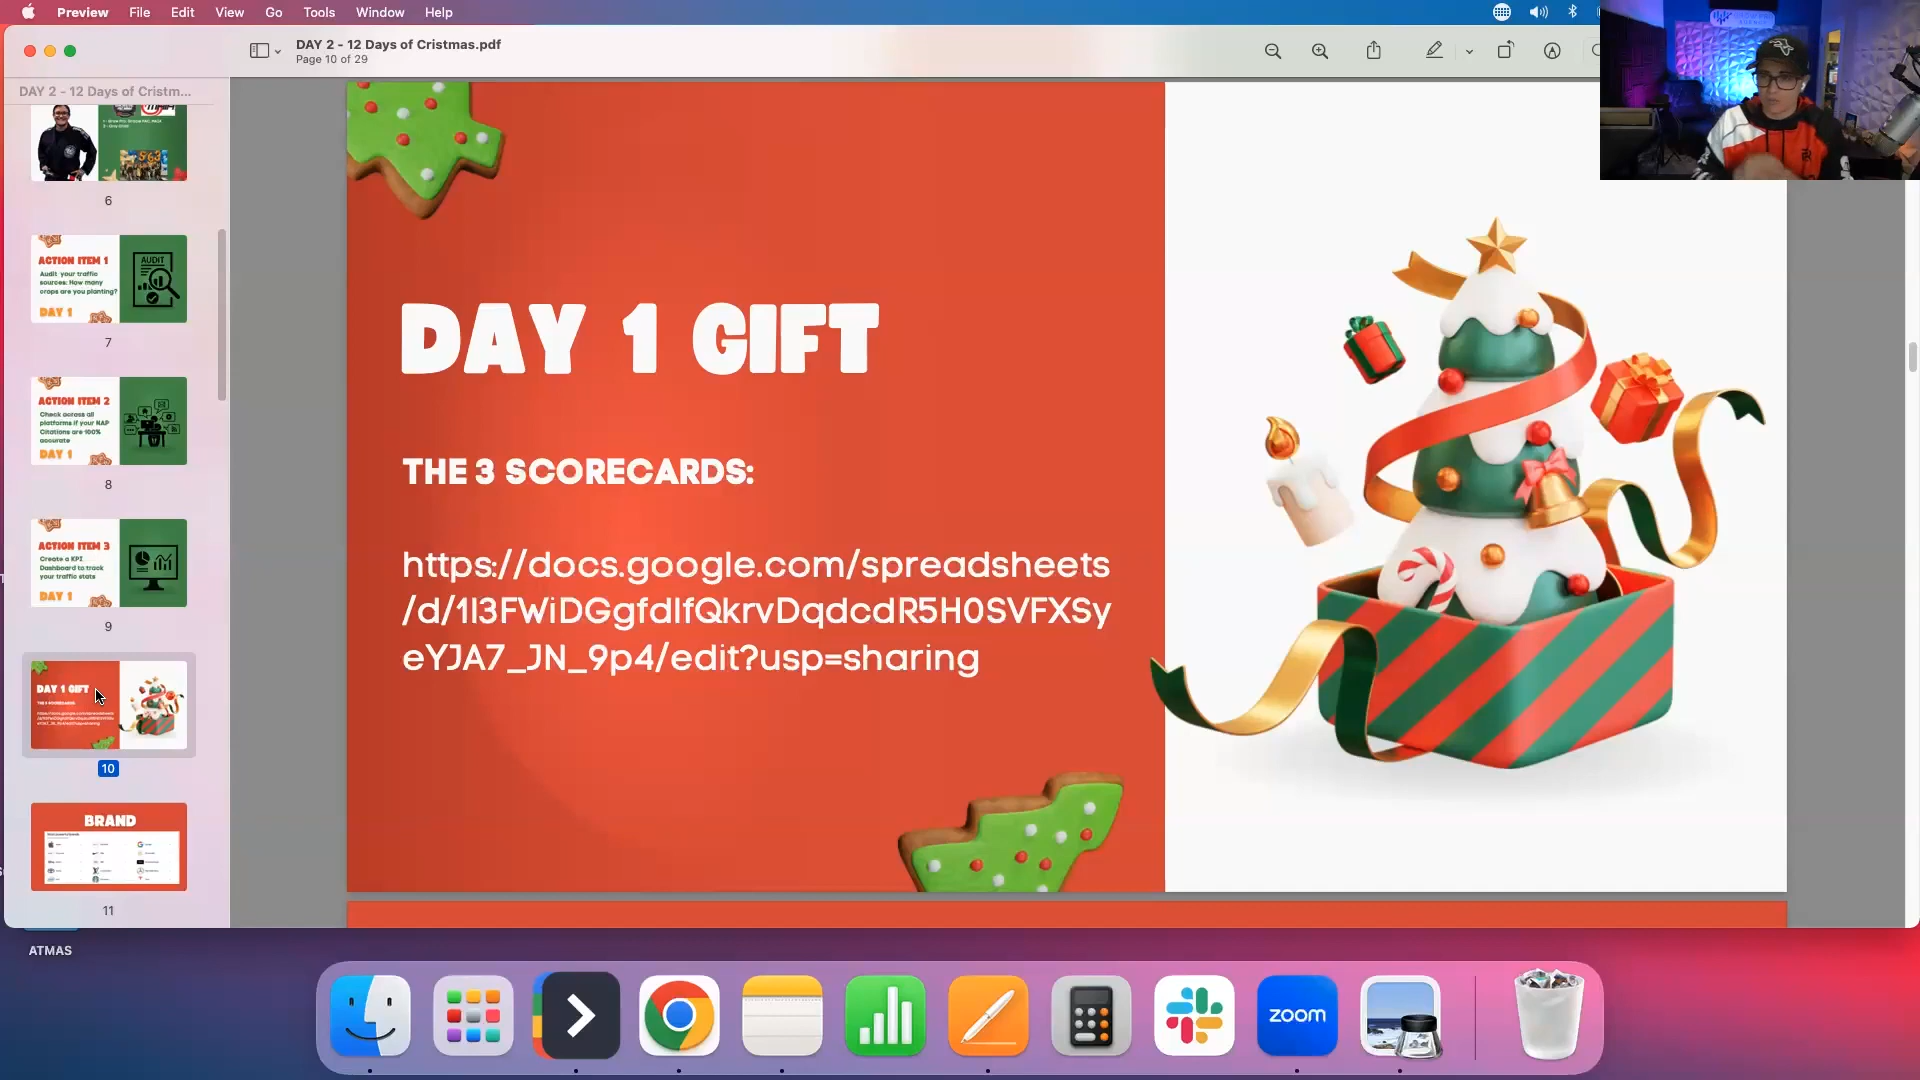 Preview File Edit View Go Tools Window Help
DAY 2 - 12 Days of Cristmas.pdf
Page 10 of 29
DAY 2 - 12 Days of Cristm...
6
ACTION ITEM 1
Audit your traffic
sources: How many
crops are you planting?
DAY 1
AUDIT
7
ACTION ITEM 2
Check across all
platforms if your NAP
Citations are 100%
accurate
DAY 1
8
ACTION ITEM 3
Create a KPI
Dashboard to track
your traffic stats
DAY 1
9
DAY 1 GIFT
THE 3 SCORECARDS:
10
BRAND
11
DAY 1 GIFT
THE 3 SCORECARDS:
https://docs.google.com/spreadsheets
/d/1I3FWiDGgfdIfQkrvDqdcdR5H0SVFXSy
eYJA7_JN_9p4/edit?usp=sharing
ATMAS
zoom